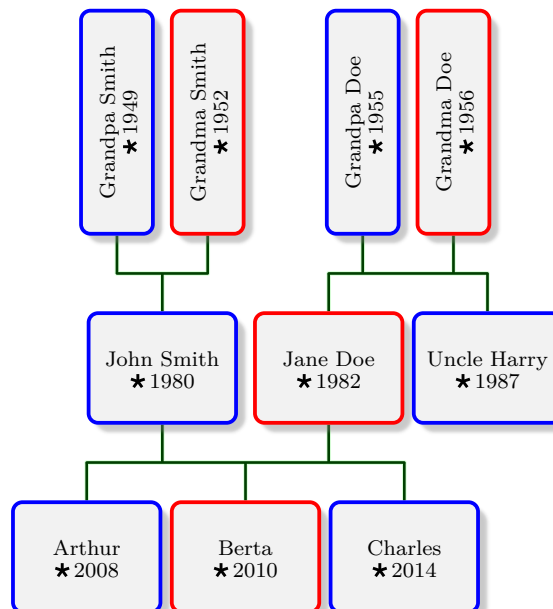 Grandpa Smith
★1949
Grandma Smith
★1952
Grandpa Doe
★1955
Grandma Doe
★1956
John Smith
★1980
Jane Doe
★1982
Uncle Harry
★1987
Arthur
★2008
Berta
★2010
Charles
★2014